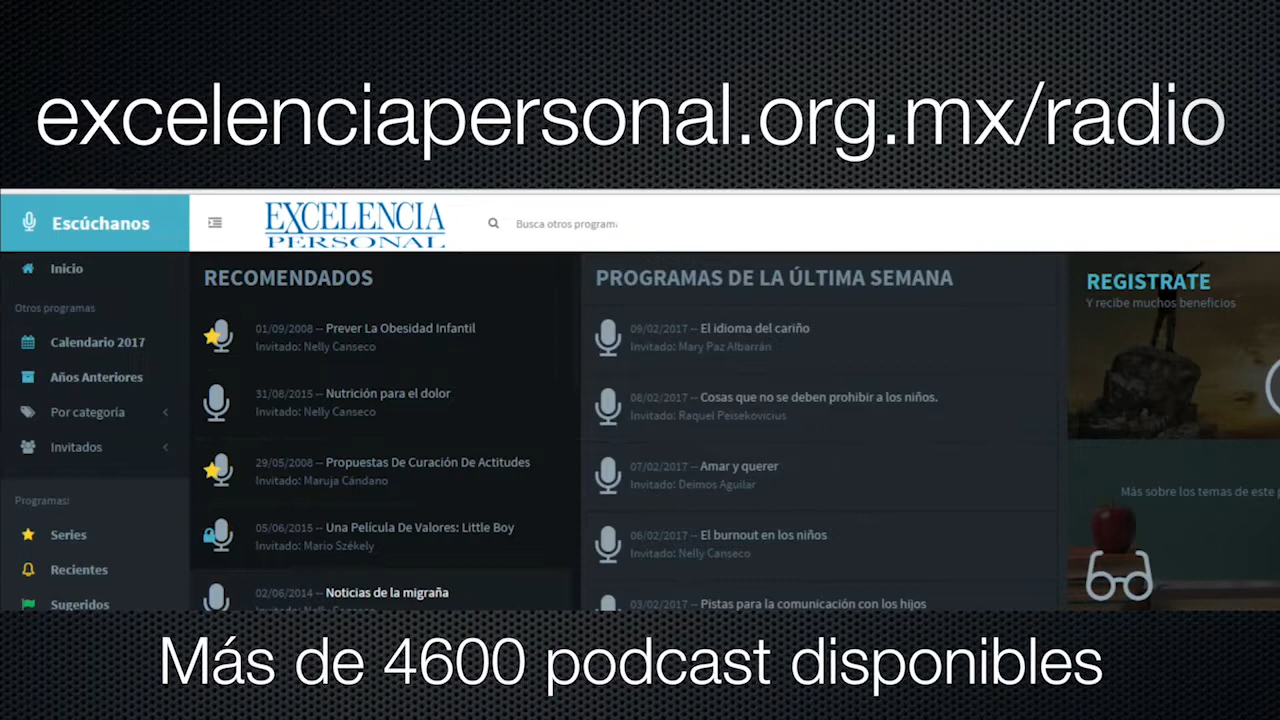 excelenciapersonal.org.mx/radio
Escúchanos
EXCELENCIA
PERSONAL
Busca otros programa
Inicio
Otros programas
Calendario 2017
Años Anteriores
Por categoría
Invitados
Programas:
Series
Recientes
Sugeridos
RECOMENDADOS
01/09/2008 -- Prever La Obesidad Infantil
Invitado: Nelly Canseco
31/08/2015 -- Nutrición para el dolor
Invitado: Nelly Canseco
29/05/2008 -- Propuestas De Curación De Actitudes
Invitado: Maruja Cándano
05/06/2015 -- Una Película De Valores: Little Boy
Invitado: Mario Székely
02/06/2014 -- Noticias de la migraña
Invitado: Nelly Canseco
PROGRAMAS DE LA ÚLTIMA SEMANA
09/02/2017 -- El idioma del cariño
Invitado: Mary Paz Albarrán
08/02/2017 -- Cosas que no se deben prohibir a los niños.
Invitado: Raquel Peisekovicius
07/02/2017 -- Amar y querer
Invitado: Deimos Aguilar
06/02/2017 -- El burnout en los niños
Invitado: Nelly Canseco
03/02/2017 -- Pistas para la comunicación con los hijos
REGISTRATE
Y recibe muchos beneficios
Más sobre los temas de este
Más de 4600 podcast disponibles